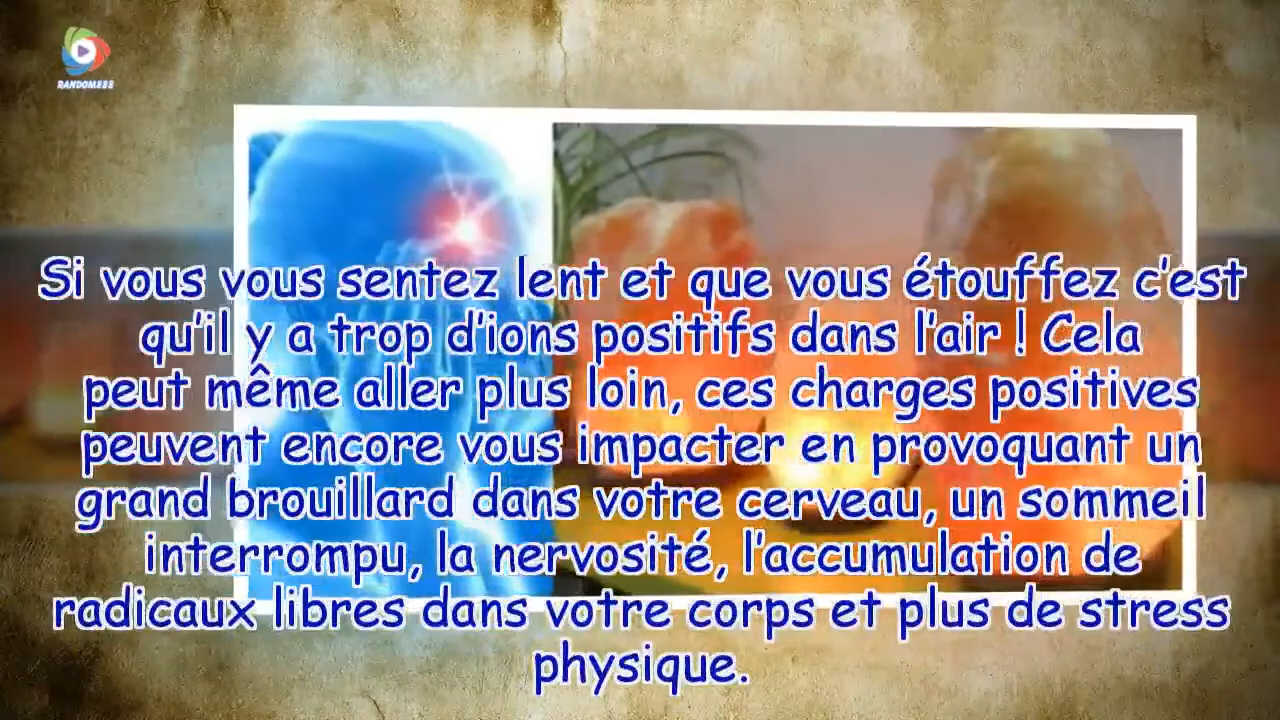 RANDOM888
Si vous vous sentez lent et que vous étouffez c'est
qu'il y a trop d'ions positifs dans l'air ! Cela
peut même aller plus loin, ces charges positives
peuvent encore vous impacter en provoquant un
grand brouillard dans votre cerveau, un sommeil
interrompu, la nervosité, l'accumulation de
radicaux libres dans votre corps et plus de stress
physique.